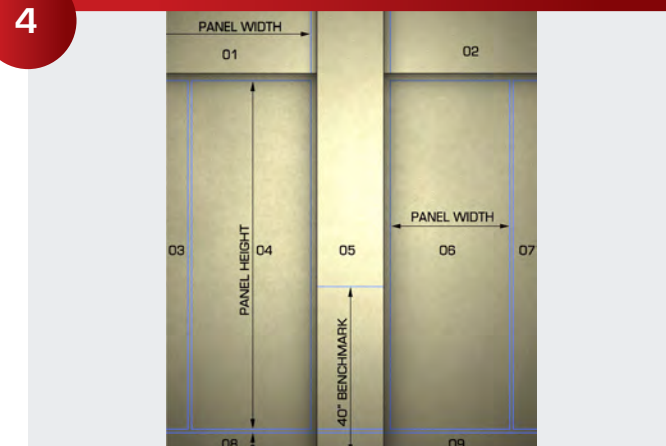 4
PANEL WIDTH
01
02
PANEL WIDTH
03
PANEL HEIGHT
04
05
06
07
40" BENCHMARK
08
09